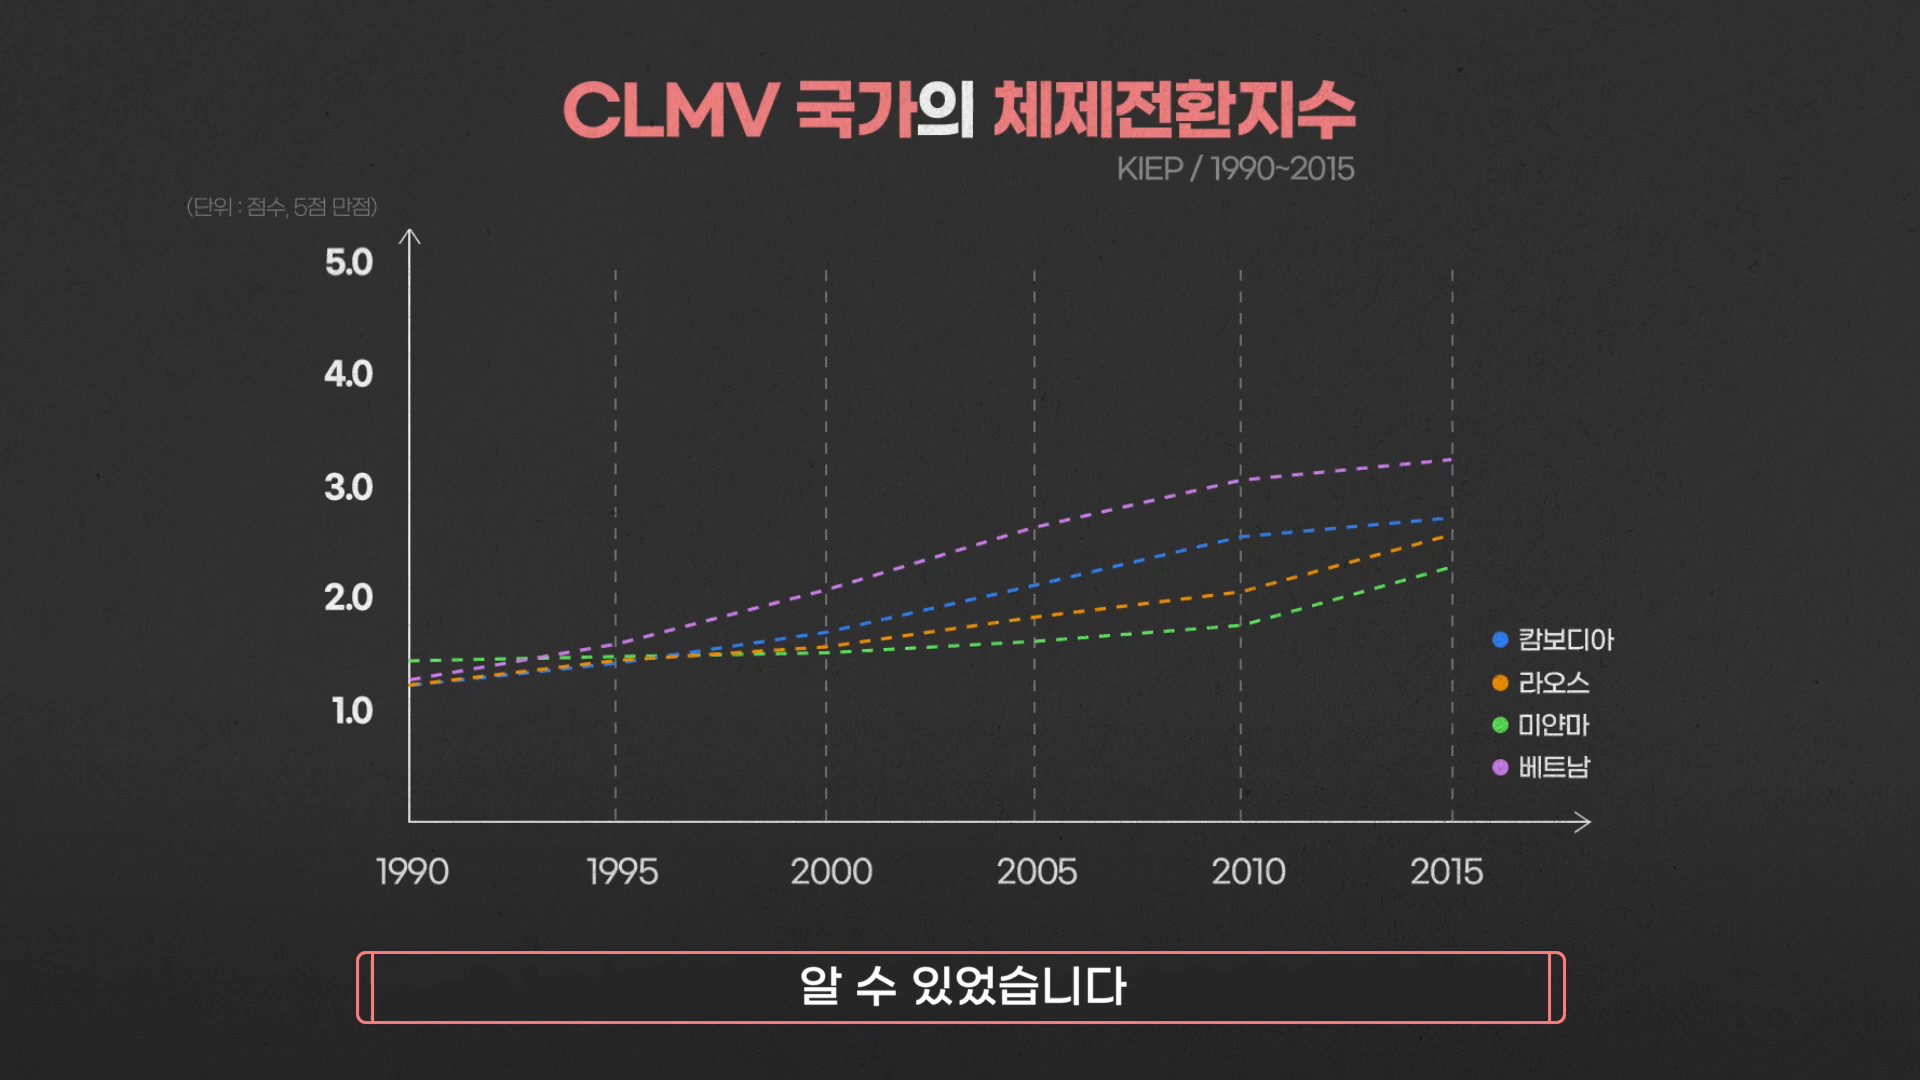 CLMV 국가의 체제전환지수
KIEP / 1990~2015
(단위 : 점수, 5점 만점)
5.0
4.0
3.0
2.0
1.0
1990 1995 2000 2005 2010 2015
캄보디아
라오스
미얀마
베트남
알 수 있었습니다